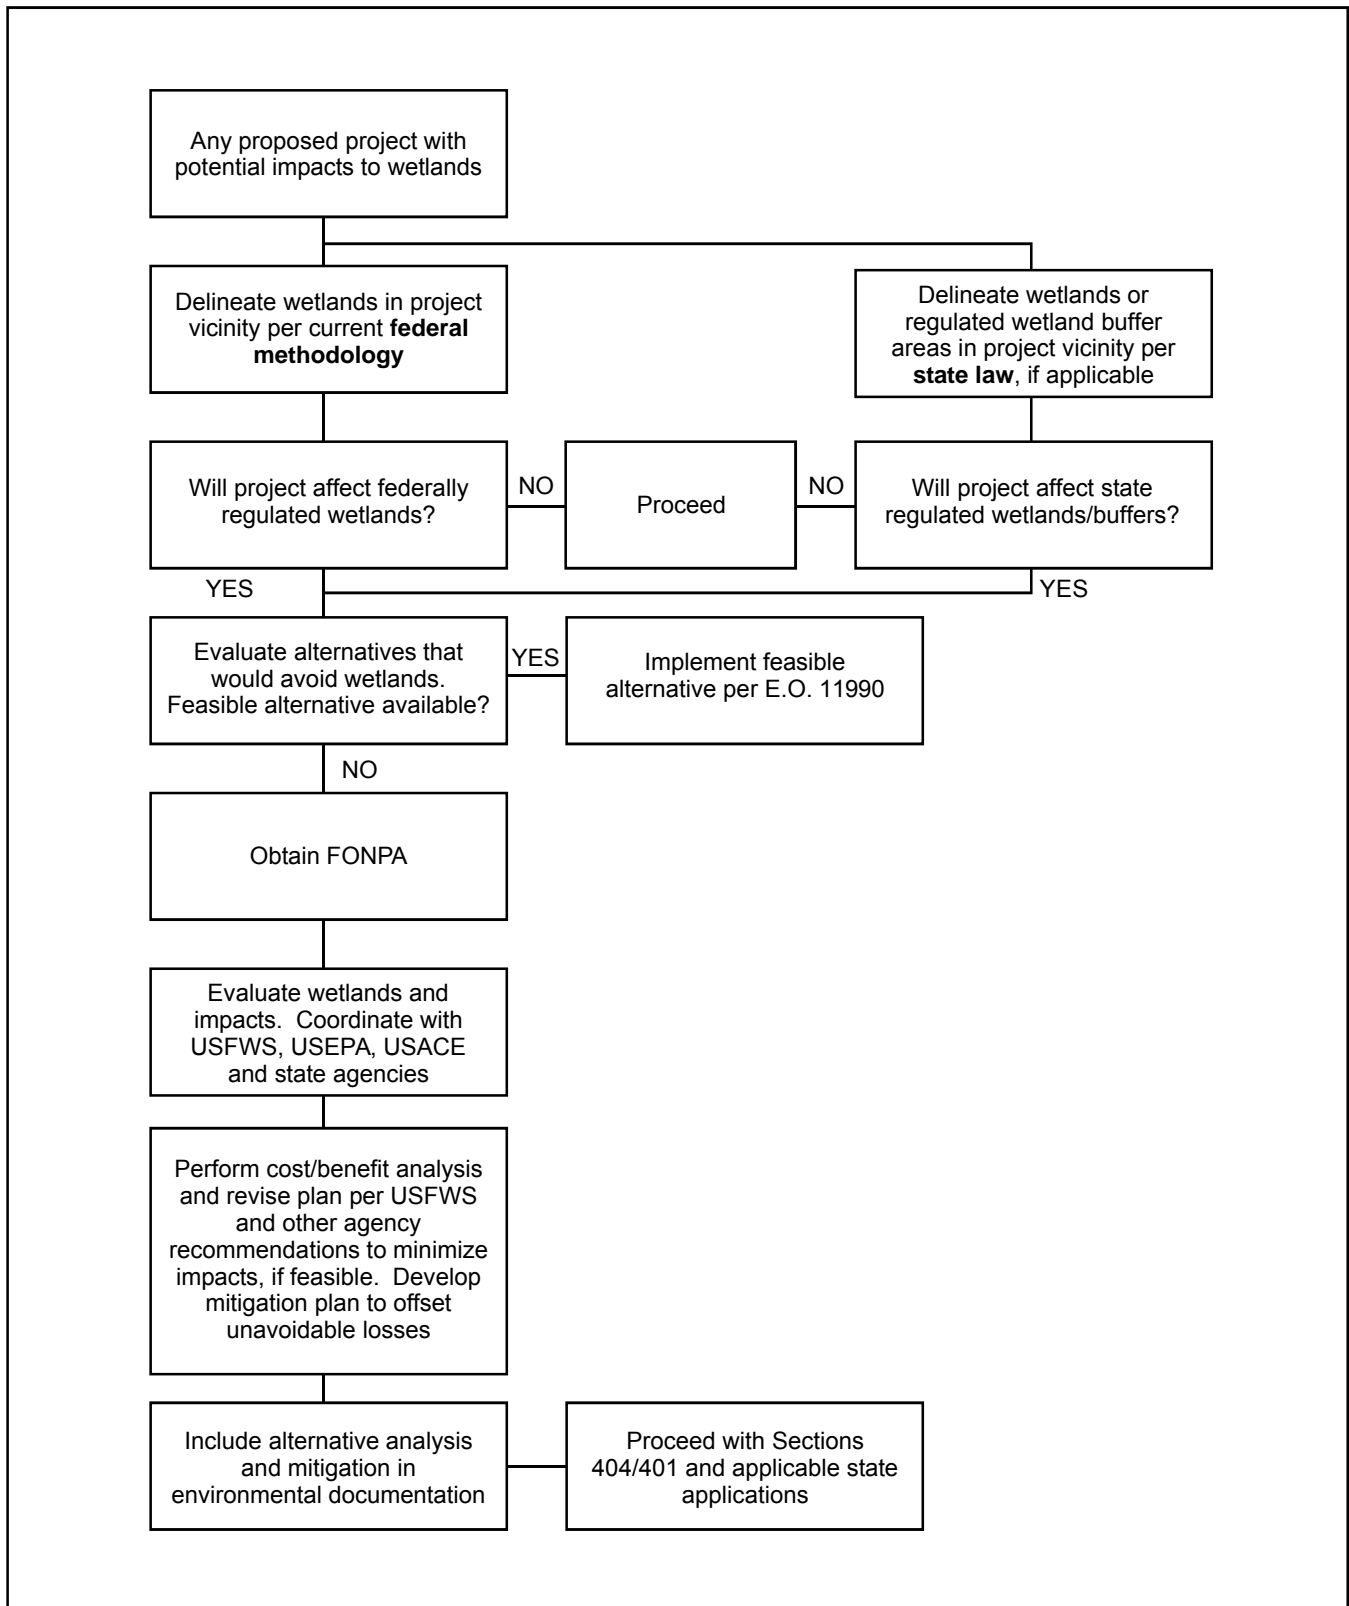 Any proposed project with
potential impacts to wetlands
Delineate wetlands in project
vicinity per current federal
methodology
Delineate wetlands or
regulated wetland buffer
areas in project vicinity per
state law, if applicable
Will project affect federally
regulated wetlands?
NO
Proceed
NO
Will project affect state
regulated wetlands/buffers?
YES
YES
Evaluate alternatives that
would avoid wetlands.
Feasible alternative available?
YES
Implement feasible
alternative per E.O. 11990
NO
Obtain FONPA
Evaluate wetlands and
impacts.  Coordinate with
USFWS, USEPA, USACE
and state agencies
Perform cost/benefit analysis
and revise plan per USFWS
and other agency
recommendations to minimize
impacts, if feasible.  Develop
mitigation plan to offset
unavoidable losses
Include alternative analysis
and mitigation in
environmental documentation
Proceed with Sections
404/401 and applicable state
applications